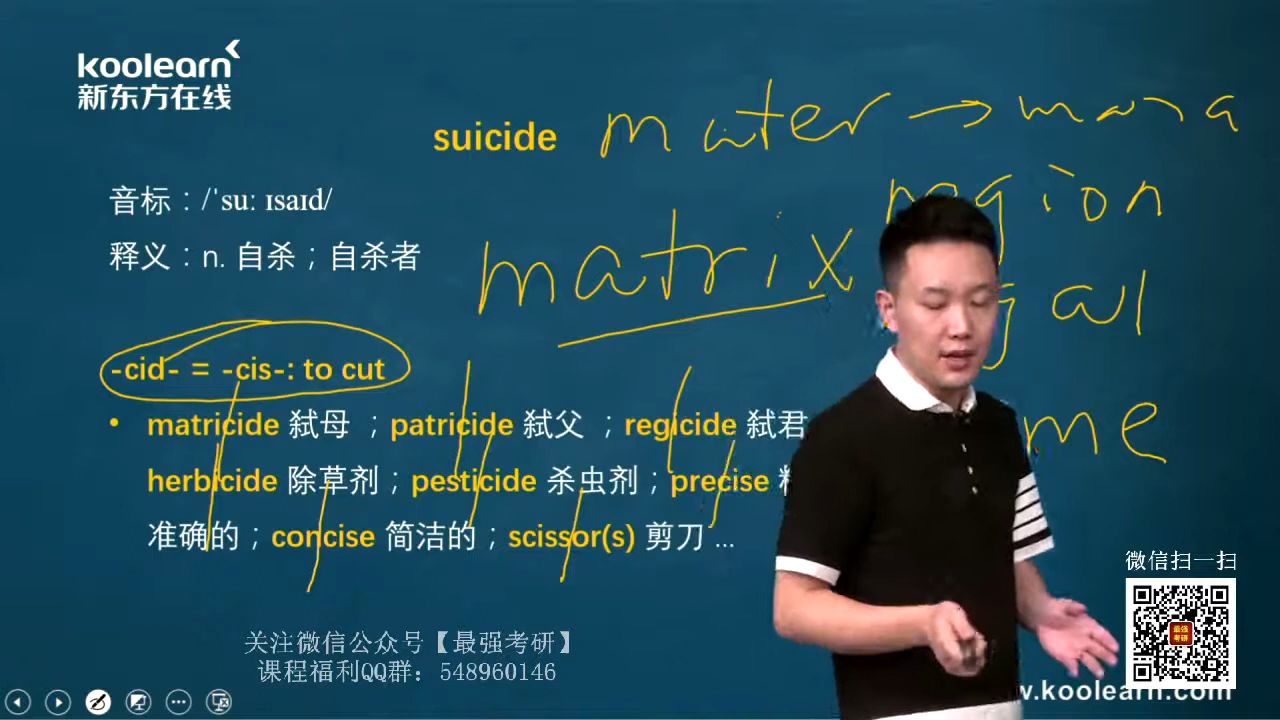 koolearn
新东方在线
suicide
mater → mama
音标：/ˈsuː ɪsaɪd/
region
释义：n. 自杀；自杀者
matrix
-cid- = -cis-: to cut
• matricide 弑母 ；patricide 弑父 ；regicide 弑君
herbicide 除草剂；pesticide 杀虫剂；precise
准确的；concise 简洁的；scissor(s) 剪刀 ...
微信扫一扫
最强
考研
关注微信公众号【最强考研】
课程福利QQ群：548960146
w.koolearn.com